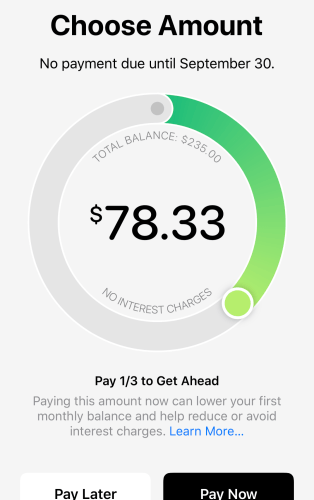 Choose Amount
No payment due until September 30.
TOTAL BALANCE: $235.00
$78.33
NO INTEREST CHARGES
Pay 1/3 to Get Ahead
Paying this amount now can lower your first
monthly balance and help reduce or avoid
interest charges. Learn More...
Pay Later
Pay Now